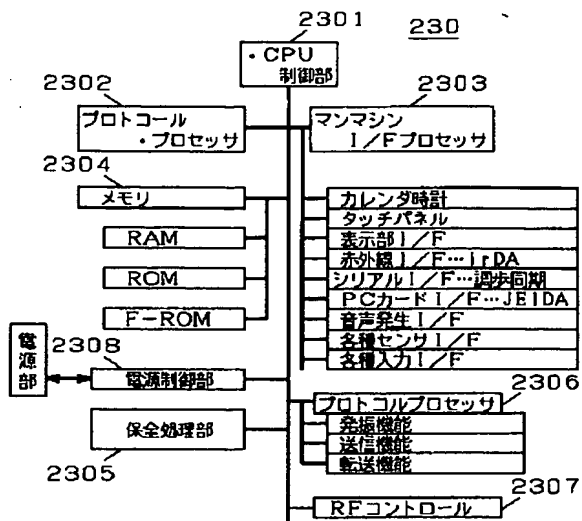 2301
230
・CPU
制御部
2302
プロトコール
・プロセッサ
2303
マンマシン
I/Fプロセッサ
2304
メモリ
RAM
ROM
F-ROM
カレンダ時計
タッチパネル
表示部I/F
赤外線I/F…irDA
シリアルI/F…調歩同期
PCカードI/F…JEIDA
音声発生I/F
各種センサI/F
各種入力I/F
電源部
2308
電源制御部
保全処理部
2305
2306
プロトコルプロセッサ
発振機能
送信機能
転送機能
2307
RFコントロール